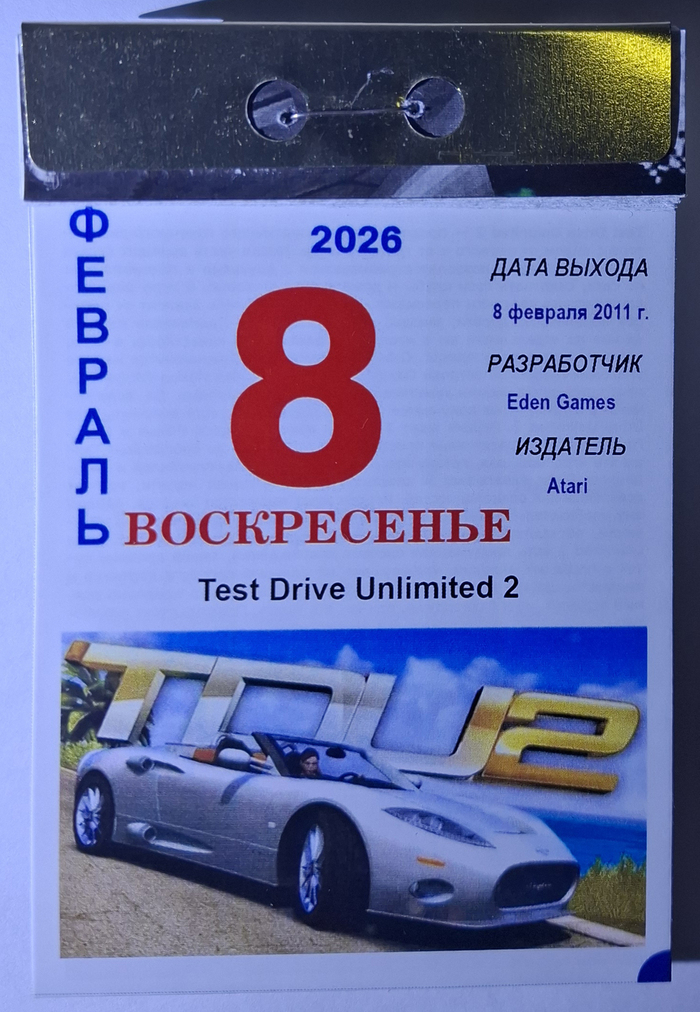 ФЕВРАЛЬ
2026
8
ВОСКРЕСЕНЬЕ
ДАТА ВЫХОДА
8 февраля 2011 г.
РАЗРАБОТЧИК
Eden Games
ИЗДАТЕЛЬ
Atari
Test Drive Unlimited 2
TDU2